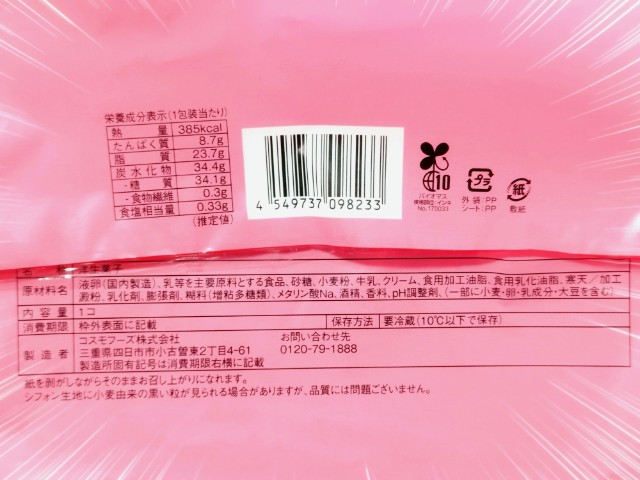 栄養成分表示(1包装当たり)
熱量 385kcal
たんぱく質 8.7g
脂質 23.7g
炭水化物 34.4g
-糖質 34.1g
-食物繊維 0.3g
食塩相当量 0.33g
(推定値)
4 549737 098233
10
バイオマス
No.170033
プラ
外袋:PP
シート:PP
紙
敷紙
洋生菓子
原材料名 液卵(国内製造)、乳等を主要原料とする食品、砂糖、小麦粉、牛乳、クリーム、食用加工油脂、食用乳化油脂、寒天/加工
澱粉、乳化剤、膨張剤、糊料(増粘多糖類)、メタリン酸Na、酒精、香料、pH調整剤、(一部に小麦・卵・乳成分・大豆を含む)
内容量 1コ
消費期限 枠外表面に記載 保存方法 要冷蔵(10℃以下で保存)
製造者 コスモフーズ株式会社 お問い合わせ先
三重県四日市市小古曽東2丁目4-61 0120-79-1888
製造所固有記号は消費期限右横に記載
紙を剥がしながらそのままお召し上がりになれます。
シフォン生地に小麦由来の黒い粒が見られる場合がありますが、品質には問題ございません。